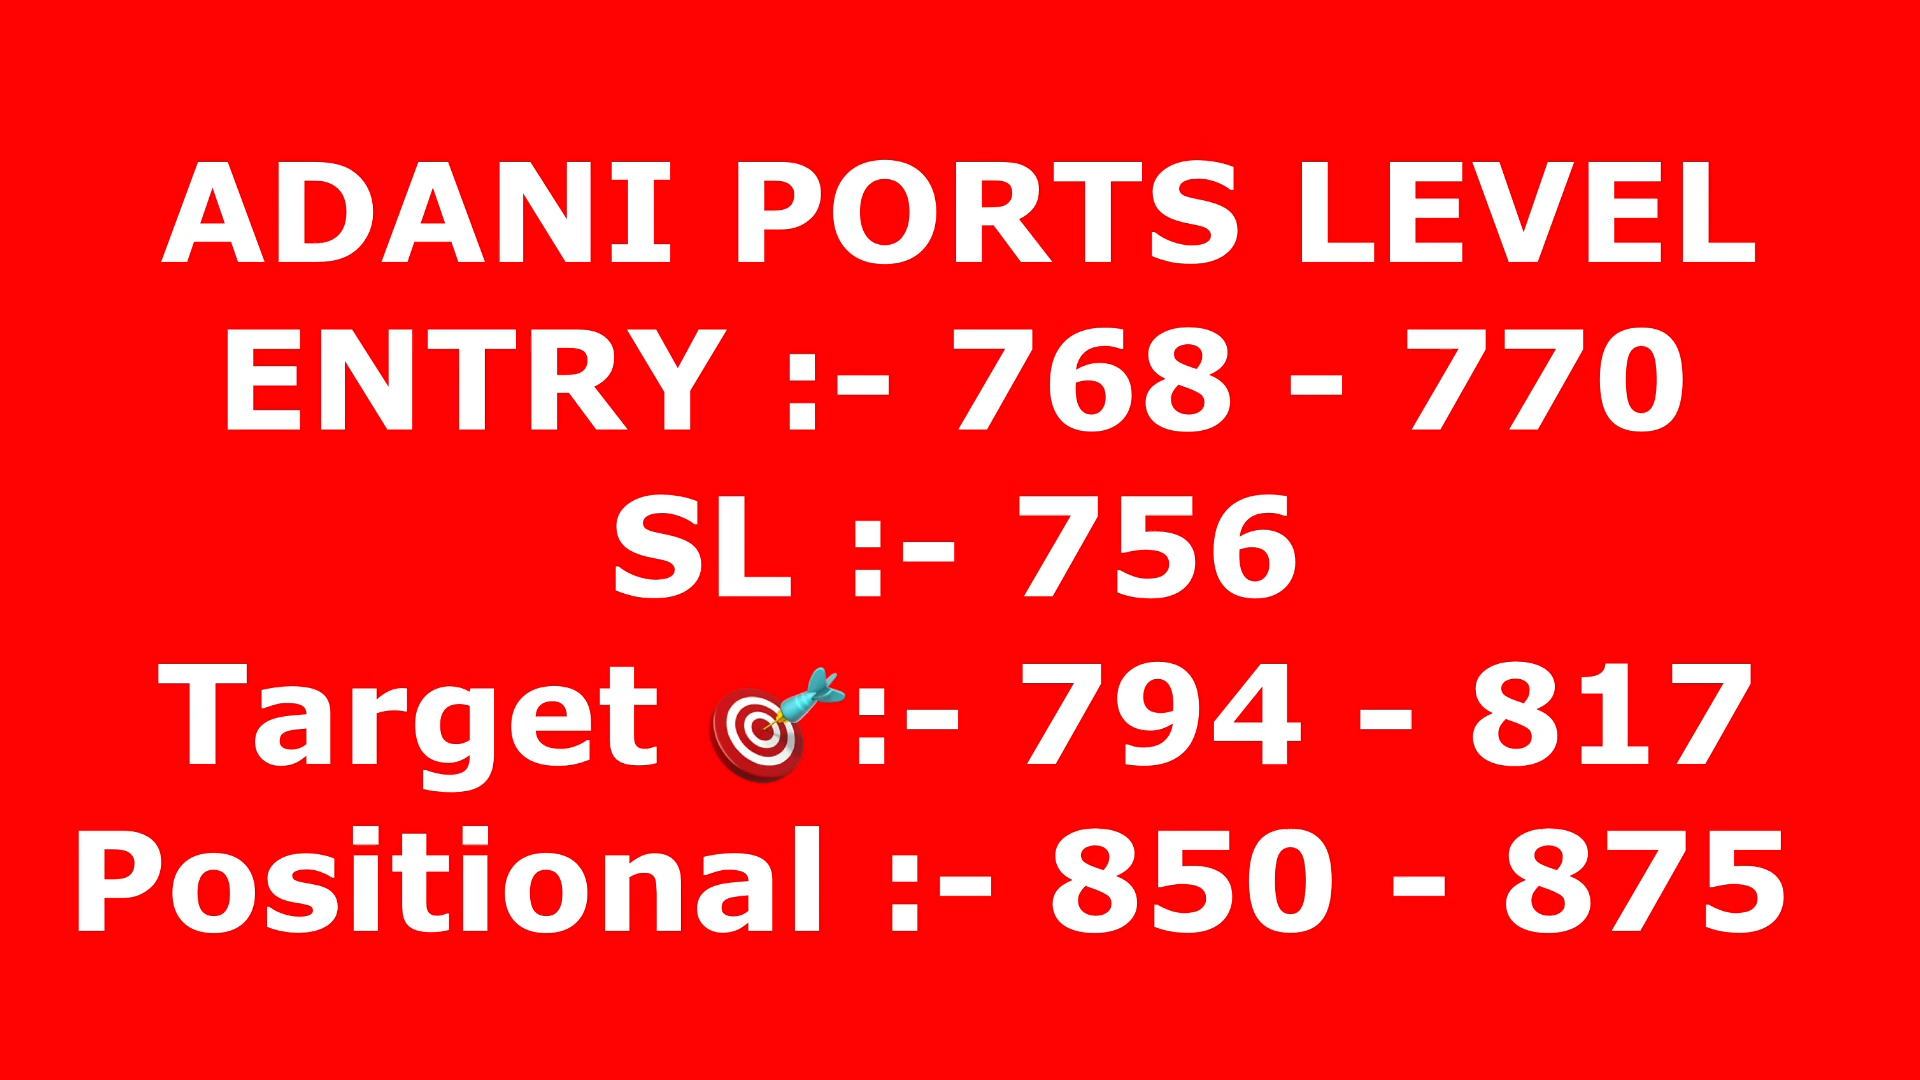 ADANI PORTS LEVEL
ENTRY :- 768 - 770
SL :- 756
Target 🎯:- 794 - 817
Positional :- 850 - 875